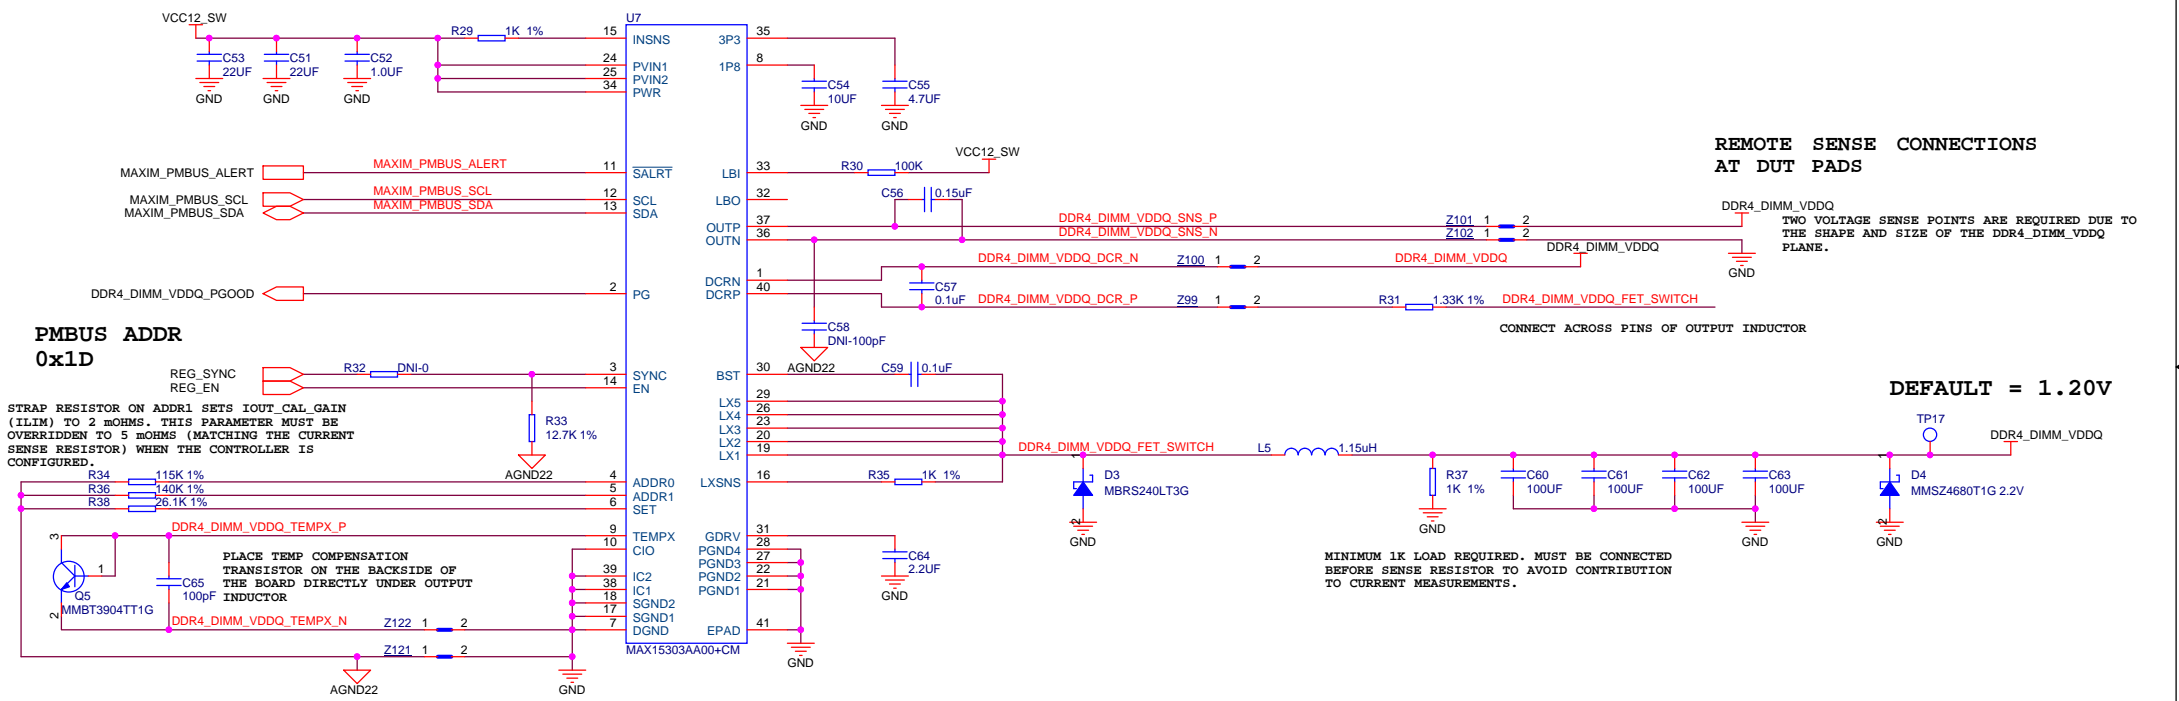 VCC12_SW
R29 1K 1%
C53
22UF
GND
C51
22UF
GND
C52
1.0UF
GND
U7
15 INSNS
24 PVIN1
25 PVIN2
34 PWR
11 SALRT
12 SCL
13 SDA
2 PG
3 SYNC
14 EN
4 ADDR0
5 ADDR1
6 SET
9 TEMPX
10 CIO
39 IC2
38 IC1
18 SGND2
17 SGND1
7 DGND
3P3 35
1P8 8
LBI 33
LBO 32
OUTP 37
OUTN 36
DCRN 1
DCRP 40
BST 30
LX5 29
LX4 26
LX3 23
LX2 20
LX1 19
LXSNS 16
GDRV 31
PGND4 28
PGND3 27
PGND2 22
PGND1 21
EPAD 41
MAX15303AA00+CM
MAXIM_PMBUS_ALERT MAXIM_PMBUS_ALERT
MAXIM_PMBUS_SCL MAXIM_PMBUS_SCL
MAXIM_PMBUS_SDA MAXIM_PMBUS_SDA
DDR4_DIMM_VDDQ_PGOOD
PMBUS ADDR
0x1D
REG_SYNC R32 DNI-0
REG_EN
R33
12.7K 1%
AGND22
STRAP RESISTOR ON ADDR1 SETS IOUT_CAL_GAIN
(ILIM) TO 2 mOHMS. THIS PARAMETER MUST BE
OVERRIDDEN TO 5 mOHMS (MATCHING THE CURRENT
SENSE RESISTOR) WHEN THE CONTROLLER IS
CONFIGURED.
R34 115K 1%
R36 140K 1%
R38 26.1K 1%
DDR4_DIMM_VDDQ_TEMPX_P
3
1
2
Q5
MMBT3904TT1G
C65
100pF
PLACE TEMP COMPENSATION
TRANSISTOR ON THE BACKSIDE OF
THE BOARD DIRECTLY UNDER OUTPUT
INDUCTOR
DDR4_DIMM_VDDQ_TEMPX_N Z122 1 2
Z121 1 2
AGND22
GND
C54
10UF
GND
C55
4.7UF
GND
R30 100K VCC12_SW
C56 0.15uF
DDR4_DIMM_VDDQ_SNS_P Z101 1 2
DDR4_DIMM_VDDQ_SNS_N Z102 1 2
REMOTE SENSE CONNECTIONS
AT DUT PADS
DDR4_DIMM_VDDQ
TWO VOLTAGE SENSE POINTS ARE REQUIRED DUE TO
THE SHAPE AND SIZE OF THE DDR4_DIMM_VDDQ
PLANE.
GND
DDR4_DIMM_VDDQ
DDR4_DIMM_VDDQ_DCR_N Z100 1 2 DDR4_DIMM_VDDQ
C57
0.1uF
DDR4_DIMM_VDDQ_DCR_P Z99 1 2 R31 1.33K 1% DDR4_DIMM_VDDQ_FET_SWITCH
CONNECT ACROSS PINS OF OUTPUT INDUCTOR
C58
DNI-100pF
AGND22
C59 0.1uF
DEFAULT = 1.20V
TP17
DDR4_DIMM_VDDQ
DDR4_DIMM_VDDQ_FET_SWITCH L5 1.15uH
R35 1K 1%
1
D3
MBRS240LT3G
2
GND
R37
1K 1%
GND
C60
100UF
C61
100UF
C62
100UF
C63
100UF
GND
1
D4
MMSZ4680T1G 2.2V
2
GND
C64
2.2UF
GND
GND
MINIMUM 1K LOAD REQUIRED. MUST BE CONNECTED
BEFORE SENSE RESISTOR TO AVOID CONTRIBUTION
TO CURRENT MEASUREMENTS.